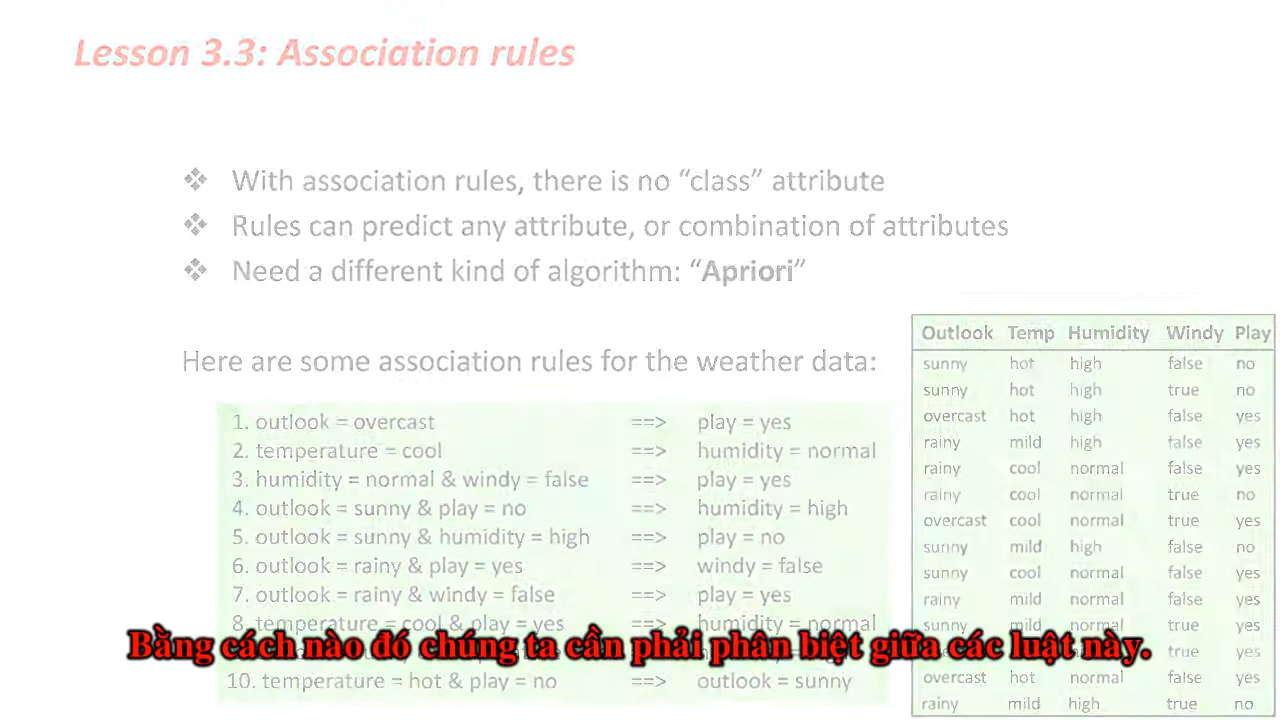 Lesson 3.3: Association rules
❖ With association rules, there is no “class” attribute
❖ Rules can predict any attribute, or combination of attributes
❖ Need a different kind of algorithm: “Apriori”
Here are some association rules for the weather data:
1. outlook = overcast ==> play = yes
2. temperature = cool ==> humidity = normal
3. humidity = normal & windy = false ==> play = yes
4. outlook = sunny & play = no ==> humidity = high
5. outlook = sunny & humidity = high ==> play = no
6. outlook = rainy & play = yes ==> windy = false
7. outlook = rainy & windy = false ==> play = yes
8. temperature = cool & play = yes ==> humidity = normal
10. temperature = hot & play = no ==> outlook = sunny
Outlook Temp Humidity Windy Play
sunny hot high false no
sunny hot high true no
overcast hot high false yes
rainy mild high false yes
rainy cool normal false yes
rainy cool normal true no
overcast cool normal true yes
sunny mild high false no
sunny cool normal false yes
rainy mild normal false yes
sunny mild normal true yes
true yes
overcast hot normal false yes
rainy mild high true no
Bằng cách nào đó chúng ta cần phải phân biệt giữa các luật này.